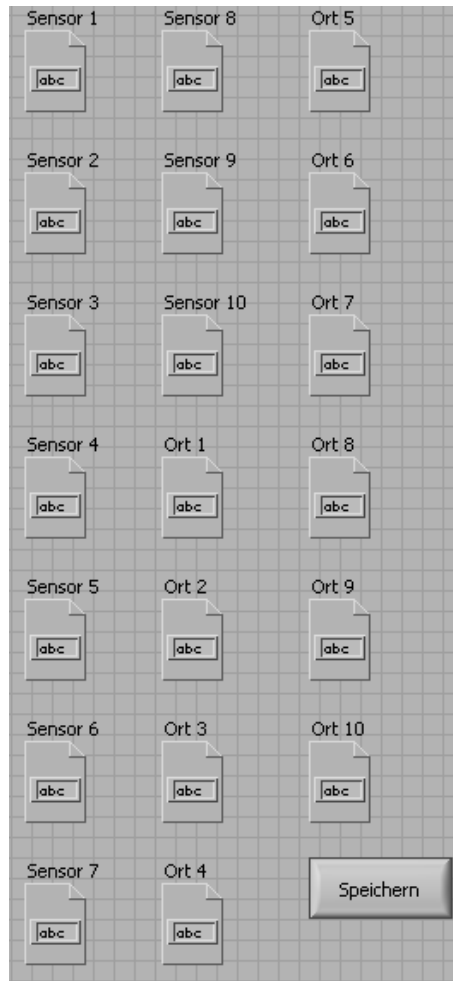 Sensor 1
abc
Sensor 2
abc
Sensor 3
abc
Sensor 4
abc
Sensor 5
abc
Sensor 6
abc
Sensor 7
abc
Sensor 8
abc
Sensor 9
abc
Sensor 10
abc
Ort 1
abc
Ort 2
abc
Ort 3
abc
Ort 4
abc
Ort 5
abc
Ort 6
abc
Ort 7
abc
Ort 8
abc
Ort 9
abc
Ort 10
abc
Speichern